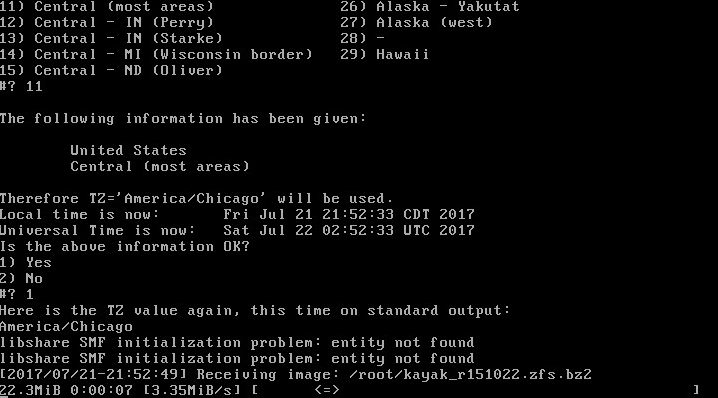 11) Central (most areas) 26) Alaska - Yakutat
12) Central - IN (Perry) 27) Alaska (west)
13) Central - IN (Starke) 28) -
14) Central - MI (Wisconsin border) 29) Hawaii
15) Central - ND (Oliver)
#? 11
The following information has been given:
United States
Central (most areas)
Therefore TZ='America/Chicago' will be used.
Local time is now: Fri Jul 21 21:52:33 CDT 2017
Universal Time is now: Sat Jul 22 02:52:33 UTC 2017
Is the above information OK?
1) Yes
2) No
#? 1
Here is the TZ value again, this time on standard output:
America/Chicago
libshare SMF initialization problem: entity not found
libshare SMF initialization problem: entity not found
[2017/07/21-21:52:49] Receiving image: /root/kayak_r151022.zfs.bz2
22.3MiB 0:00:07 [3.35MiB/s] [ <=> ]